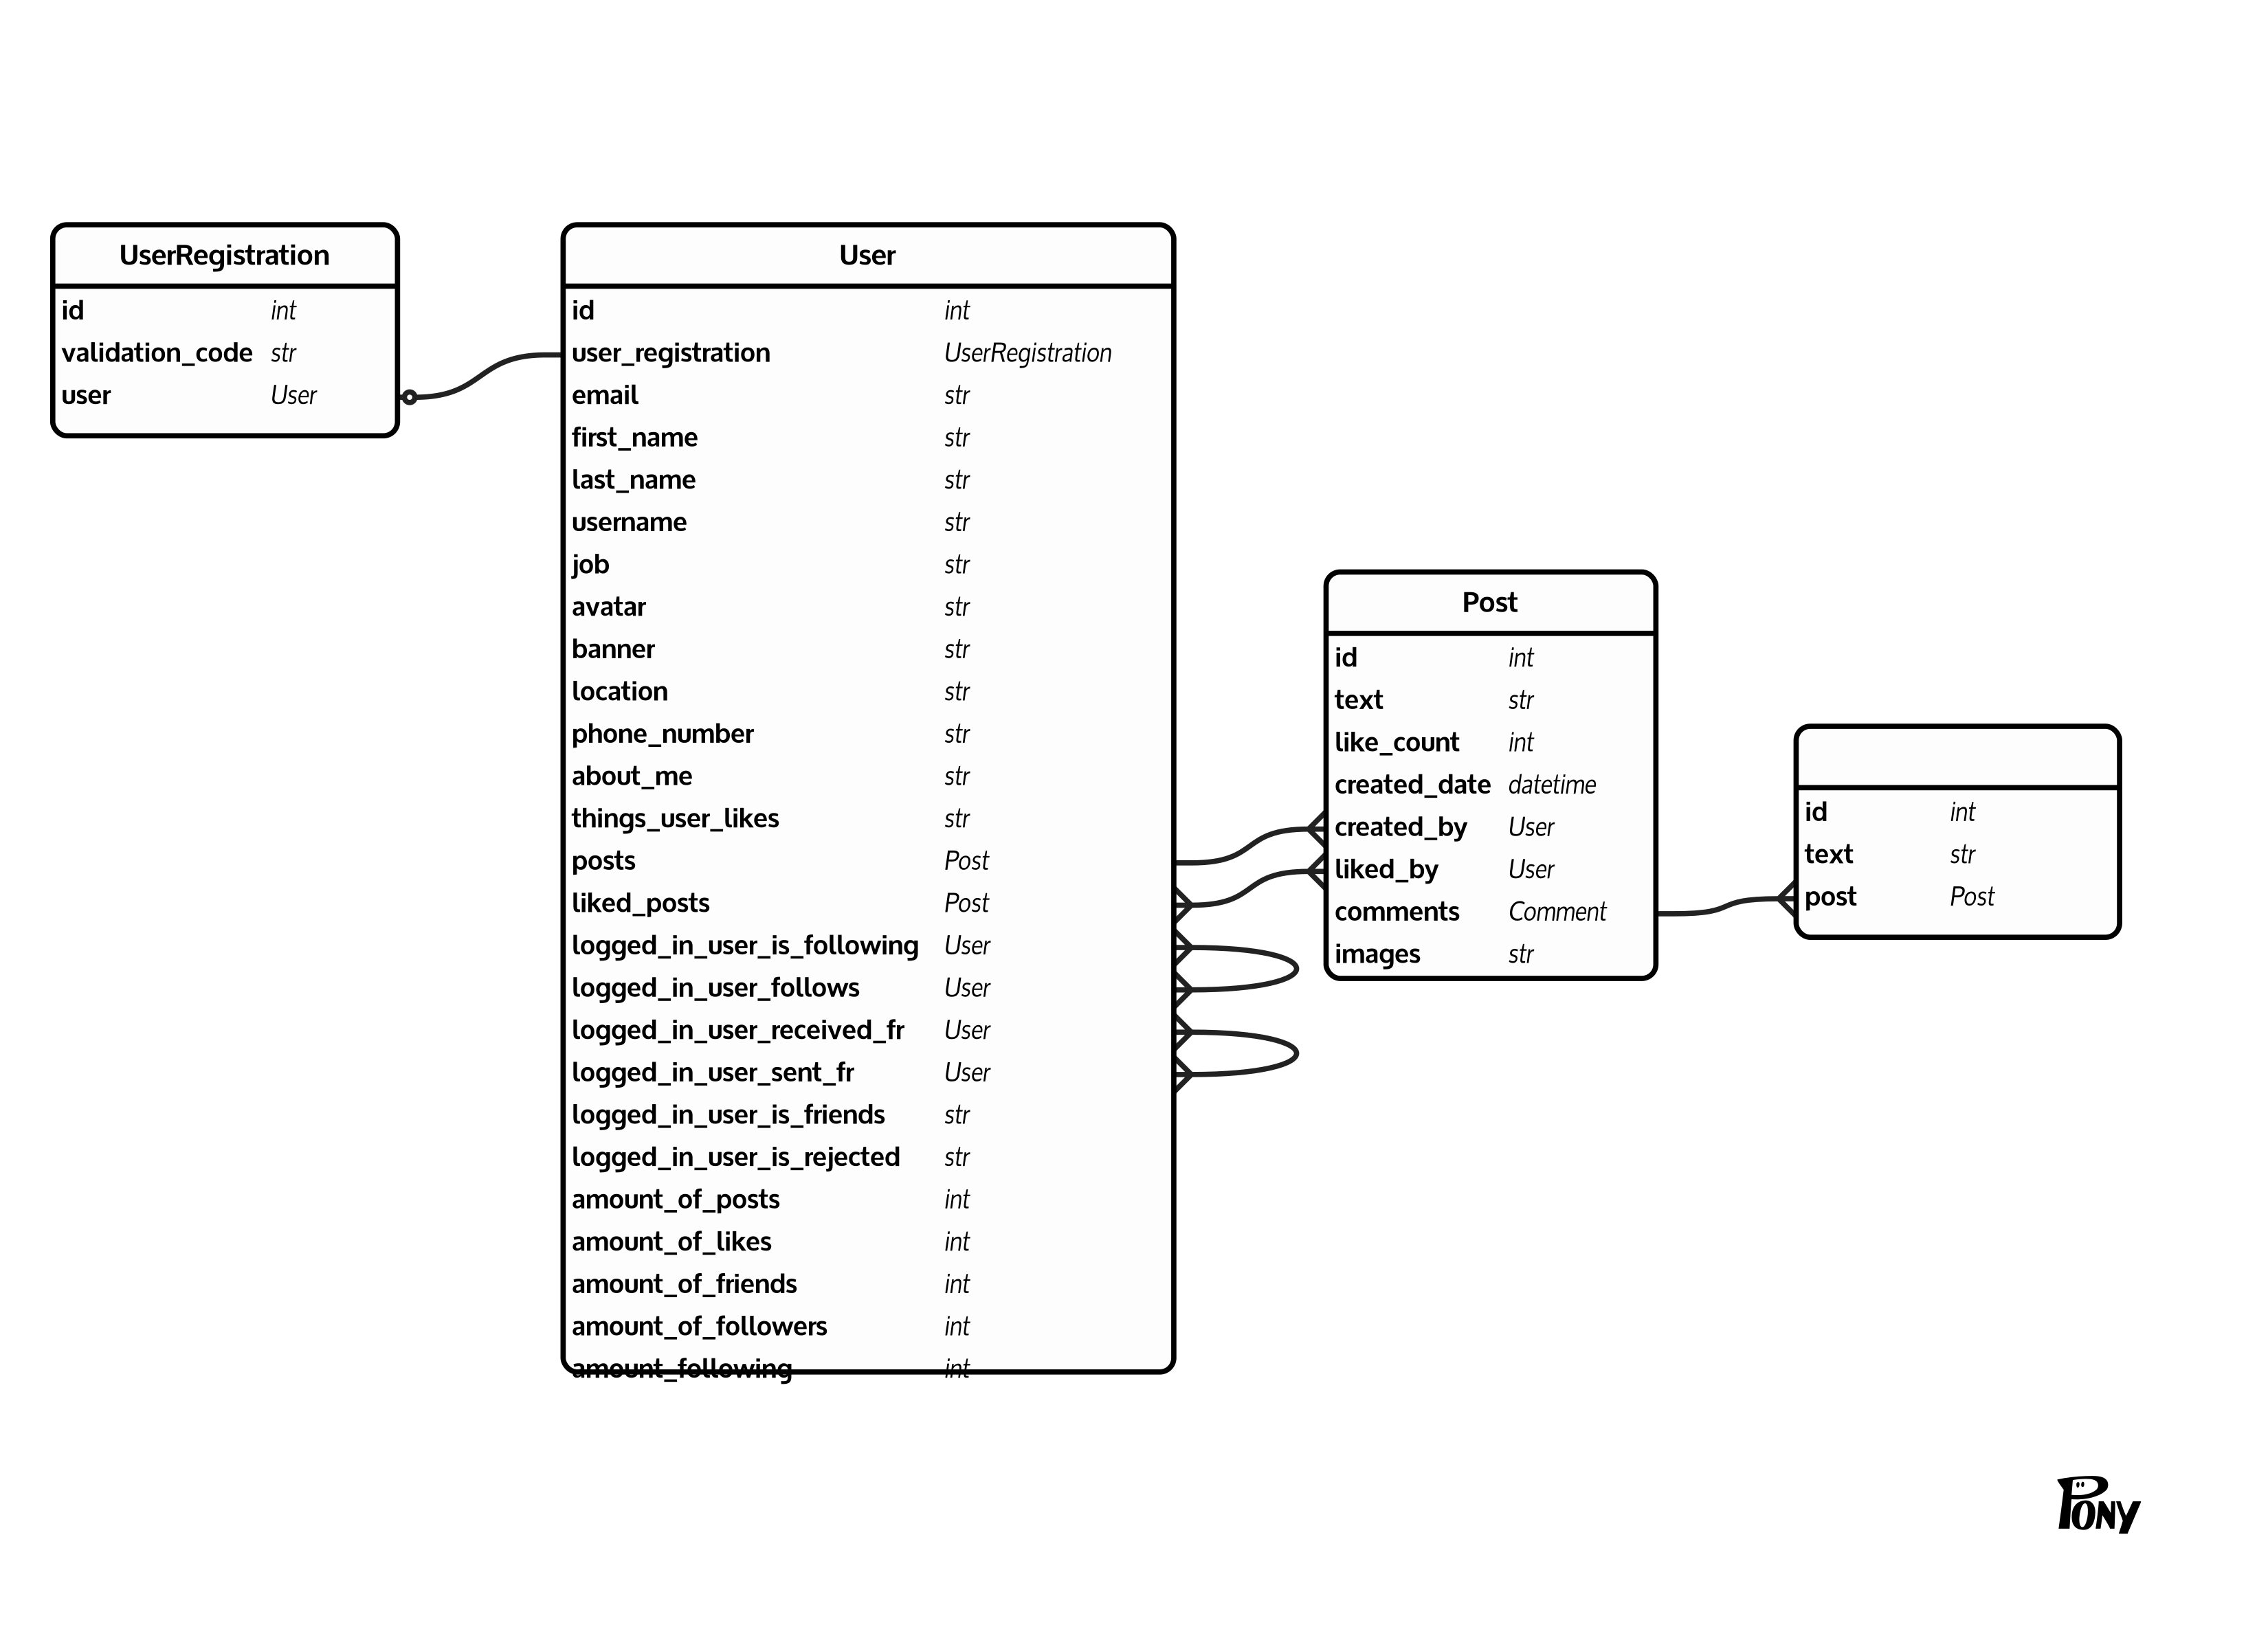 UserRegistration
id int
validation_code str
user User
User
id int
user_registration UserRegistration
email str
first_name str
last_name str
username str
job str
avatar str
banner str
location str
phone_number str
about_me str
things_user_likes str
posts Post
liked_posts Post
logged_in_user_is_following User
logged_in_user_follows User
logged_in_user_received_fr User
logged_in_user_sent_fr User
logged_in_user_is_friends str
logged_in_user_is_rejected str
amount_of_posts int
amount_of_likes int
amount_of_friends int
amount_of_followers int
amount_following int
Post
id int
text str
like_count int
created_date datetime
created_by User
liked_by User
comments Comment
images str
id int
text str
post Post
PONY